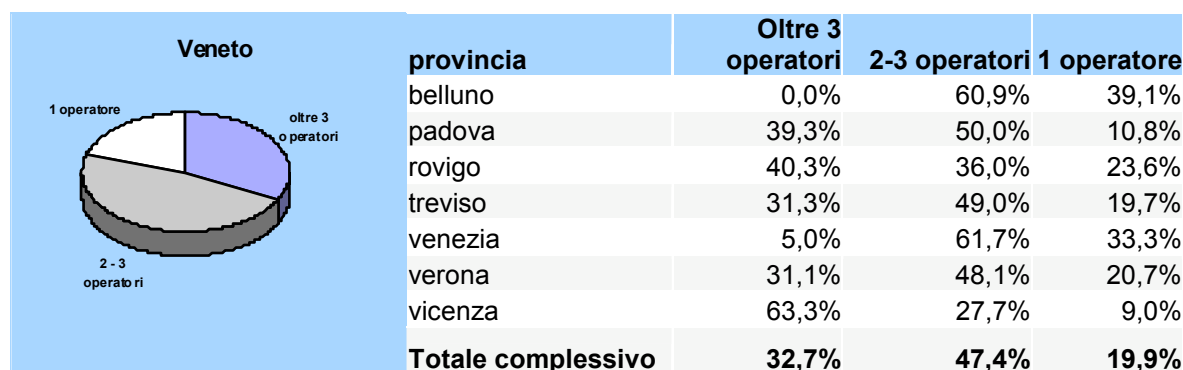 Veneto
1 operatore
oltre 3
o peratori
2 - 3
operato ri
Oltre 3
provincia operatori 2-3 operatori 1 operatore
belluno 0,0% 60,9% 39,1%
padova 39,3% 50,0% 10,8%
rovigo 40,3% 36,0% 23,6%
treviso 31,3% 49,0% 19,7%
venezia 5,0% 61,7% 33,3%
verona 31,1% 48,1% 20,7%
vicenza 63,3% 27,7% 9,0%
Totale complessivo 32,7% 47,4% 19,9%